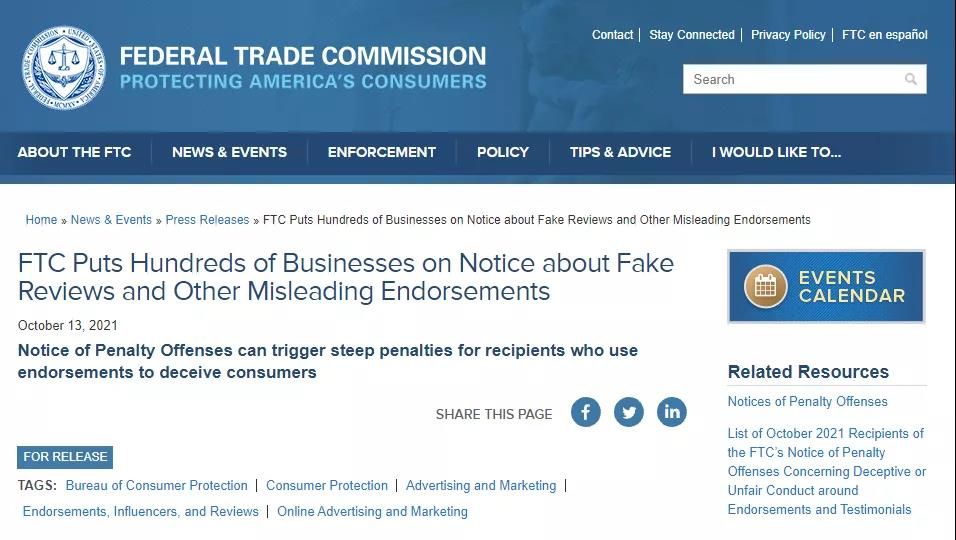 Contact | Stay Connected | Privacy Policy | FTC en español
FEDERAL TRADE COMMISSION
PROTECTING AMERICA'S CONSUMERS
Search
ABOUT THE FTC
NEWS & EVENTS
ENFORCEMENT
POLICY
TIPS & ADVICE
I WOULD LIKE TO...
Home » News & Events » Press Releases » FTC Puts Hundreds of Businesses on Notice about Fake Reviews and Other Misleading Endorsements
FTC Puts Hundreds of Businesses on Notice about Fake
Reviews and Other Misleading Endorsements
October 13, 2021
Notice of Penalty Offenses can trigger steep penalties for recipients who use
endorsements to deceive consumers
SHARE THIS PAGE
FOR RELEASE
TAGS: Bureau of Consumer Protection | Consumer Protection | Advertising and Marketing |
Endorsements, Influencers, and Reviews | Online Advertising and Marketing
EVENTS
CALENDAR
Related Resources
Notices of Penalty Offenses
List of October 2021 Recipients of
the FTC's Notice of Penalty
Offenses Concerning Deceptive or
Unfair Conduct around
Endorsements and Testimonials